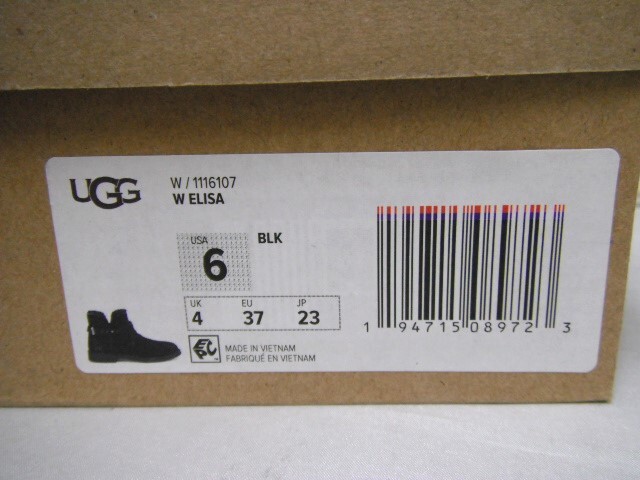 UGG
W / 1116107
W ELISA
USA
6
BLK
UK
4
EU
37
JP
23
EPC
MADE IN VIETNAM
FABRIQUÉ EN VIETNAM
1 94715 08972 3